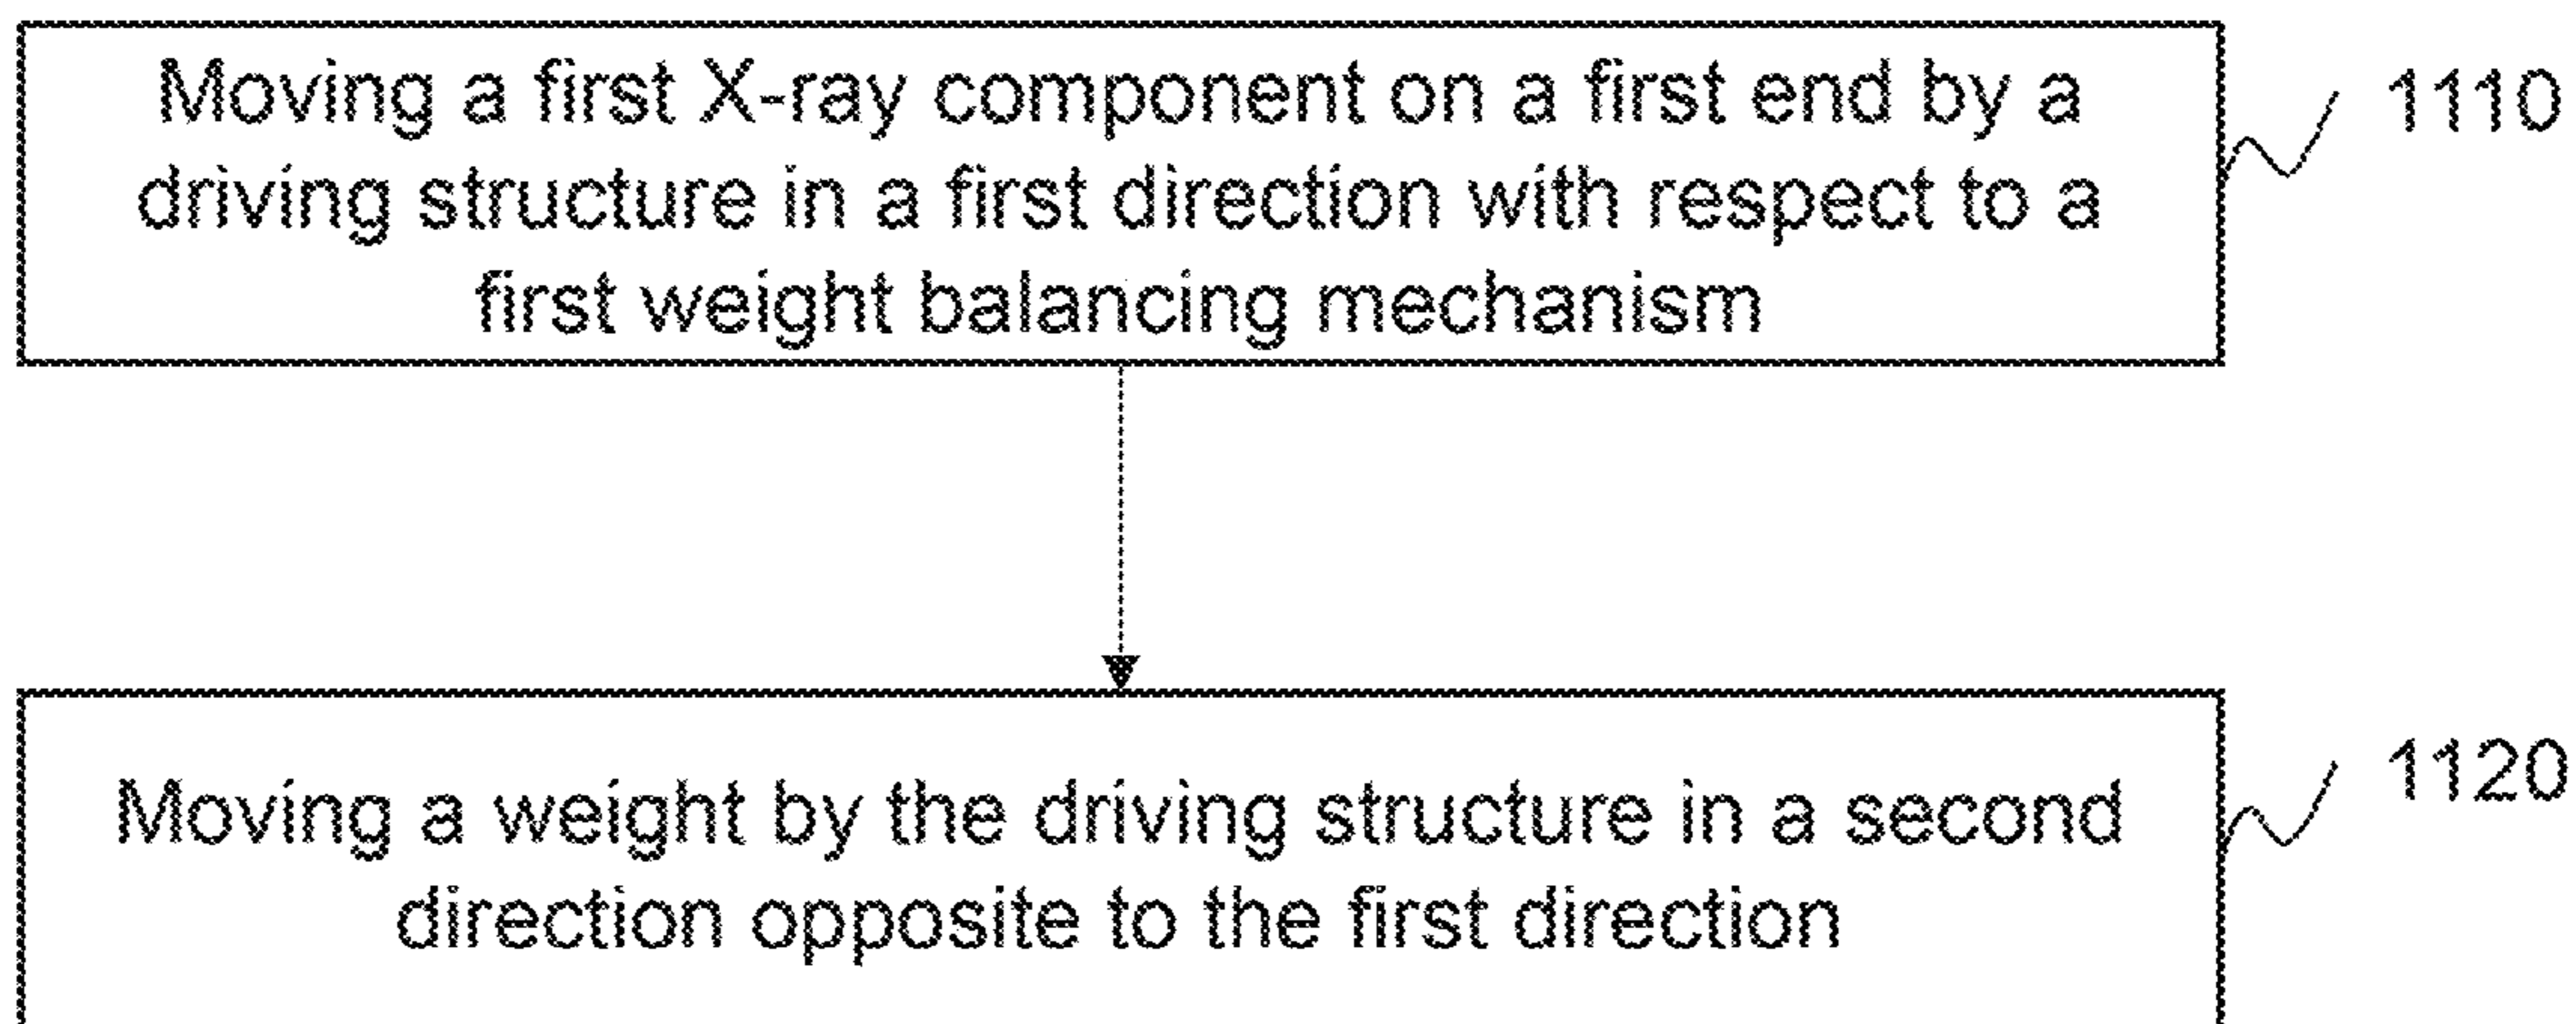 Moving a first X-ray component on a first end by a
driving structure in a first direction with respect to a
first weight balancing mechanism
1110
Moving a weight by the driving structure in a second
direction opposite to the first direction
1120